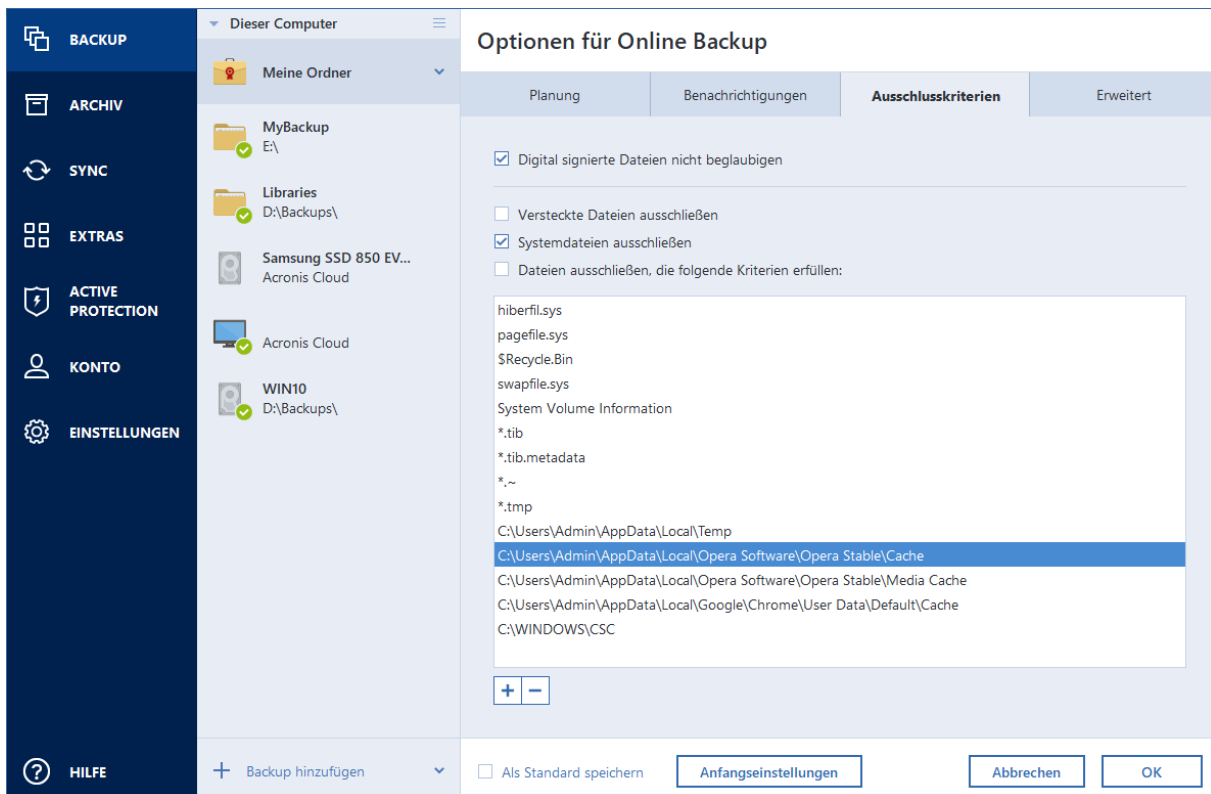 BACKUP
ARCHIV
SYNC
EXTRAS
ACTIVE
PROTECTION
KONTO
EINSTELLUNGEN
HILFE
Dieser Computer
Meine Ordner
MyBackup
E:\
Libraries
D:\Backups\
Samsung SSD 850 EV...
Acronis Cloud
Acronis Cloud
WIN10
D:\Backups\
Backup hinzufügen
Optionen für Online Backup
Planung Benachrichtigungen Ausschlusskriterien Erweitert
Digital signierte Dateien nicht beglaubigen
Versteckte Dateien ausschließen
Systemdateien ausschließen
Dateien ausschließen, die folgende Kriterien erfüllen:
hiberfil.sys
pagefile.sys
$Recycle.Bin
swapfile.sys
System Volume Information
*.tib
*.tib.metadata
*.~
*.tmp
C:\Users\Admin\AppData\Local\Temp
C:\Users\Admin\AppData\Local\Opera Software\Opera Stable\Cache
C:\Users\Admin\AppData\Local\Opera Software\Opera Stable\Media Cache
C:\Users\Admin\AppData\Local\Google\Chrome\User Data\Default\Cache
C:\WINDOWS\CSC
Als Standard speichern Anfangseinstellungen Abbrechen OK